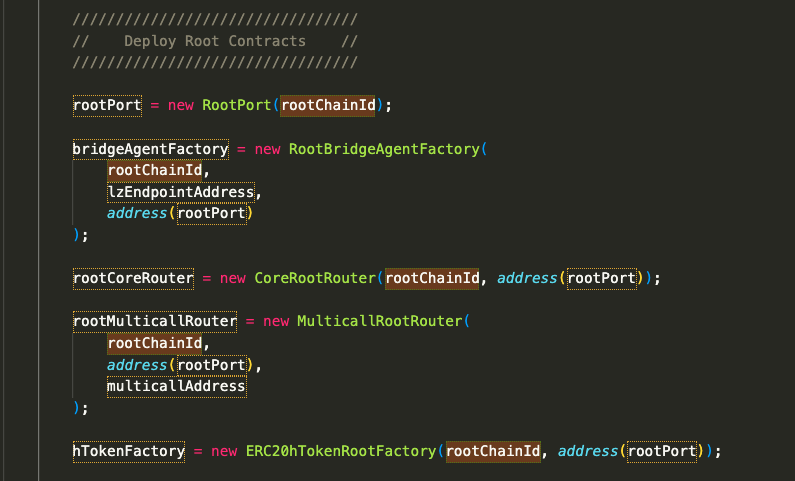 //////////////////////////////////
//    Deploy Root Contracts    //
//////////////////////////////////
rootPort = new RootPort(rootChainId);
bridgeAgentFactory = new RootBridgeAgentFactory(
rootChainId,
lzEndpointAddress,
address(rootPort)
);
rootCoreRouter = new CoreRootRouter(rootChainId, address(rootPort));
rootMulticallRouter = new MulticallRootRouter(
rootChainId,
address(rootPort),
multicallAddress
);
hTokenFactory = new ERC20hTokenRootFactory(rootChainId, address(rootPort));